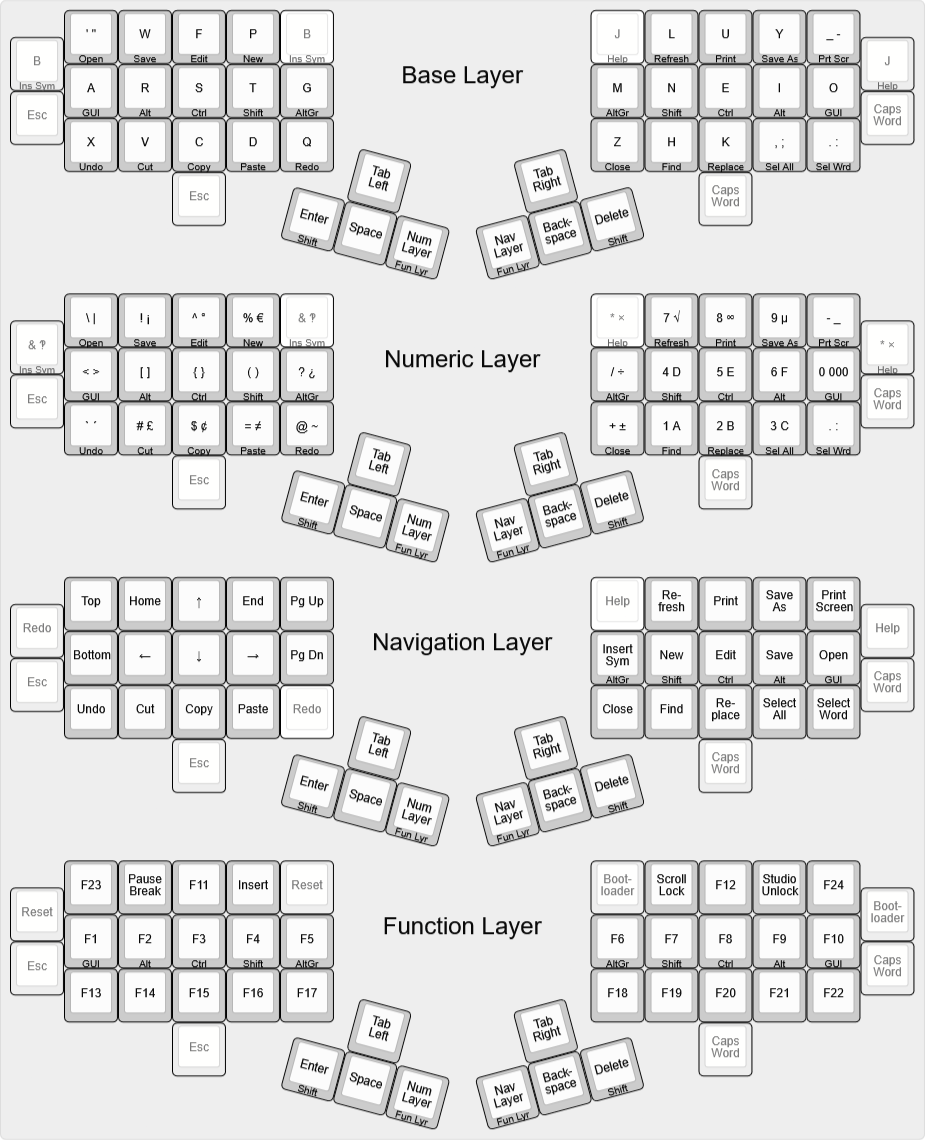 Base Layer
' "
Open
W
Save
F
Edit
P
New
B
Ins Sym
J
Help
L
Refresh
U
Print
Y
Save As
_ -
Prt Scr
B
Ins Sym
J
Help
A
GUI
R
Alt
S
Ctrl
T
Shift
G
AltGr
M
AltGr
N
Shift
E
Ctrl
I
Alt
O
GUI
Esc
Caps
Word
X
Undo
V
Cut
C
Copy
D
Paste
Q
Redo
Z
Close
H
Find
K
Replace
, ;
Sel All
. :
Sel Wrd
Esc
Caps
Word
Tab
Left
Tab
Right
Enter
Shift
Space
Num
Layer
Fun Lyr
Nav
Layer
Fun Lyr
Back-
space
Delete
Shift
Numeric Layer
\ |
Open
! ¡
Save
^ °
Edit
% €
New
& ‽
Ins Sym
* ×
Help
7 √
Refresh
8 ∞
Print
9 µ
Save As
- _
Prt Scr
& ‽
Ins Sym
* ×
Help
< >
GUI
[ ]
Alt
{ }
Ctrl
( )
Shift
? ¿
AltGr
/ ÷
AltGr
4 D
Shift
5 E
Ctrl
6 F
Alt
0 000
GUI
Esc
Caps
Word
` ´
Undo
# £
Cut
$ ¢
Copy
= ≠
Paste
@ ~
Redo
+ ±
Close
1 A
Find
2 B
Replace
3 C
Sel All
. :
Sel Wrd
Esc
Caps
Word
Tab
Left
Tab
Right
Enter
Shift
Space
Num
Layer
Fun Lyr
Nav
Layer
Fun Lyr
Back-
space
Delete
Shift
Navigation Layer
Top
Home
↑
End
Pg Up
Help
Re-
fresh
Print
Save
As
Print
Screen
Redo
Help
Bottom
←
↓
→
Pg Dn
Insert
Sym
AltGr
New
Shift
Edit
Ctrl
Save
Alt
Open
GUI
Esc
Caps
Word
Undo
Cut
Copy
Paste
Redo
Close
Find
Re-
place
Select
All
Select
Word
Esc
Caps
Word
Tab
Left
Tab
Right
Enter
Shift
Space
Num
Layer
Fun Lyr
Nav
Layer
Fun Lyr
Back-
space
Delete
Shift
Function Layer
F23
Pause
Break
F11
Insert
Reset
Boot-
loader
Scroll
Lock
F12
Studio
Unlock
F24
Reset
Boot-
loader
F1
GUI
F2
Alt
F3
Ctrl
F4
Shift
F5
AltGr
F6
AltGr
F7
Shift
F8
Ctrl
F9
Alt
F10
GUI
Esc
Caps
Word
F13
F14
F15
F16
F17
F18
F19
F20
F21
F22
Esc
Caps
Word
Tab
Left
Tab
Right
Enter
Shift
Space
Num
Layer
Fun Lyr
Nav
Layer
Fun Lyr
Back-
space
Delete
Shift